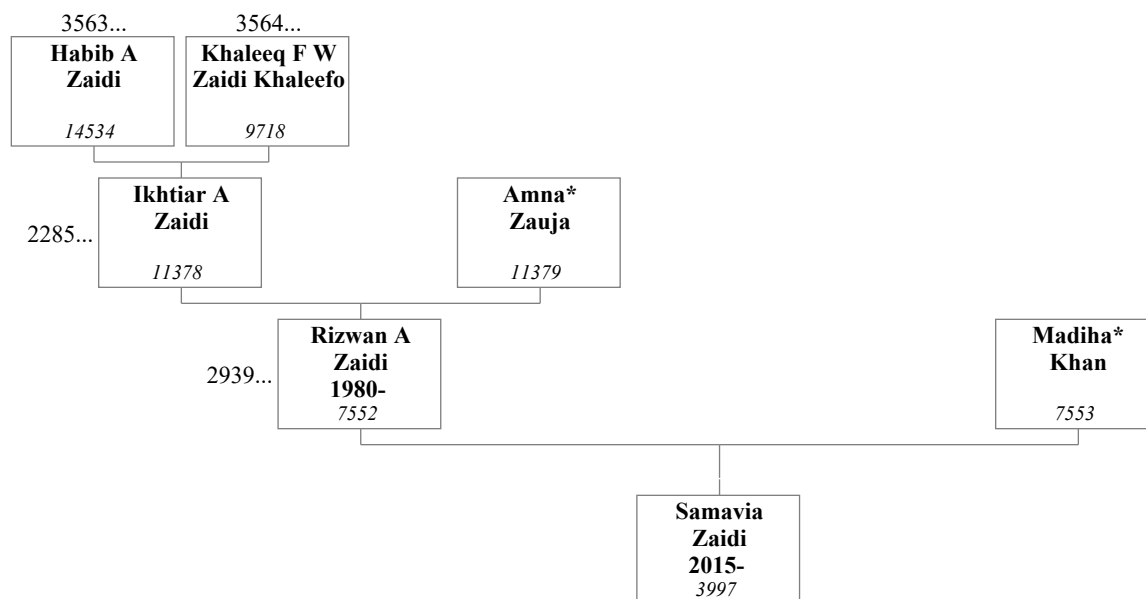 3563...
3564...
Habib A
Zaidi
14534
Khaleeq F W
Zaidi Khaleefo
9718
2285...
Ikhtiar A
Zaidi
11378
Amna*
Zauja
11379
2939...
Rizwan A
Zaidi
1980-
7552
Madiha*
Khan
7553
Samavia
Zaidi
2015-
3997